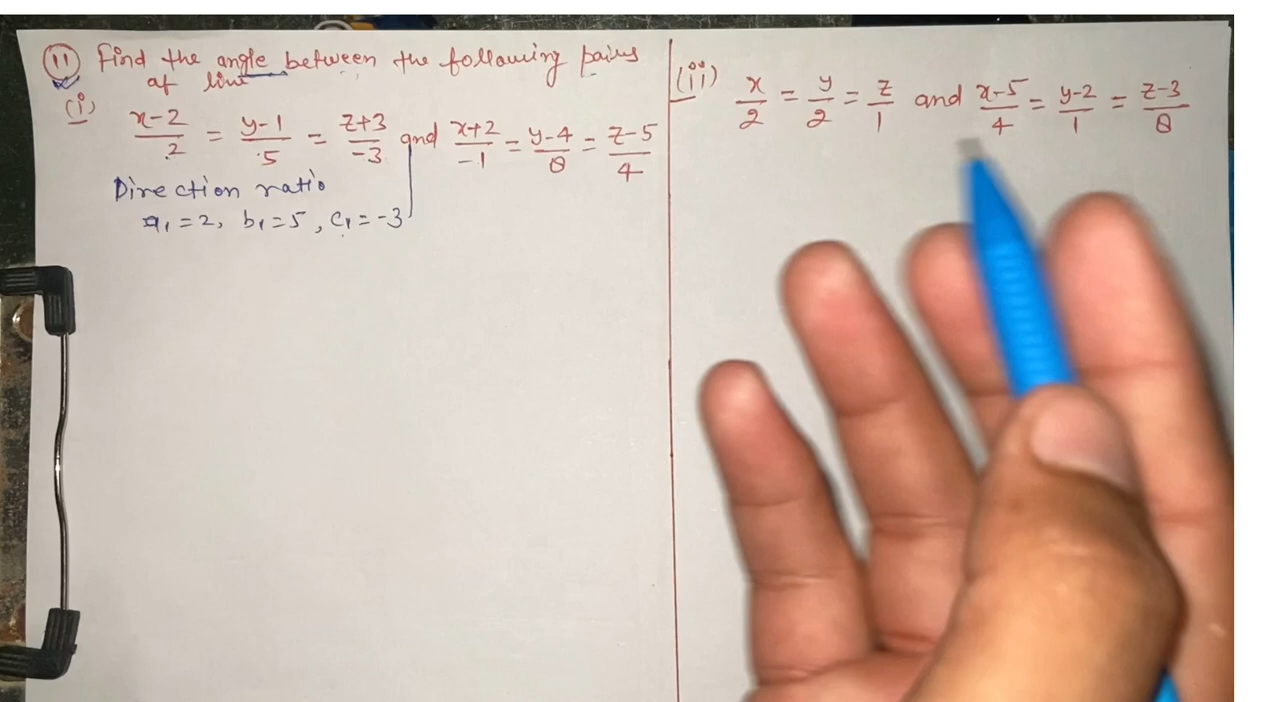 (11) Find the angle between the following pairs
of line
(i) x-2/2 = y-1/5 = z+3/-3 and x+2/-1 = y-4/8 = z-5/4
Direction ratio
a₁ = 2, b₁ = 5, c₁ = -3
(ii) x/2 = y/2 = z/1 and x-5/4 = y-2/1 = z-3/8